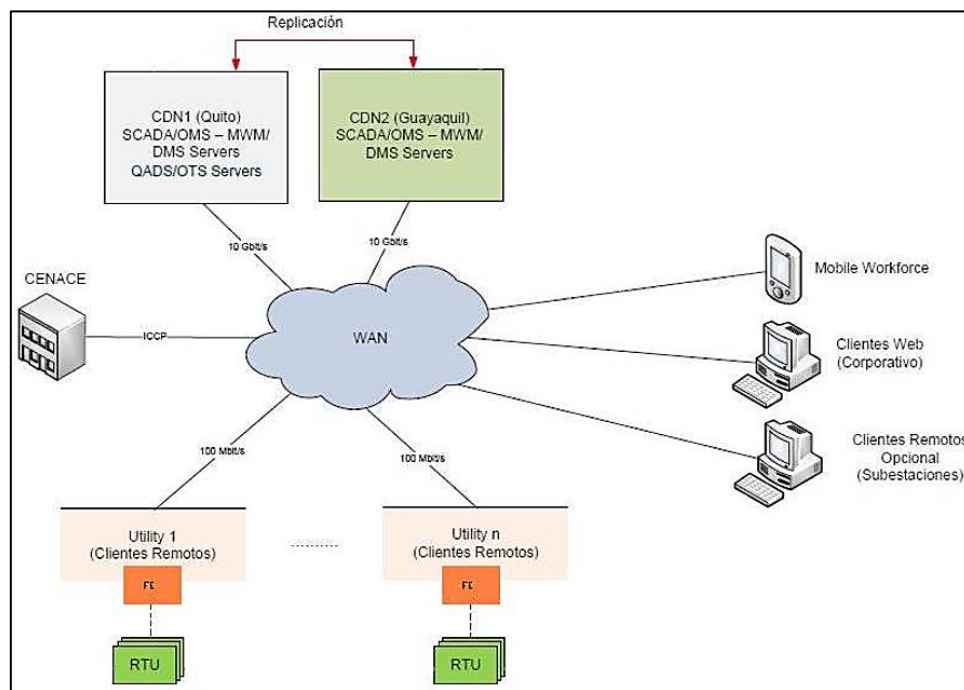 Replicación
CDN1 (Quito)
SCADA/OMS – MWM/
DMS Servers
QADS/OTS Servers
CDN2 (Guayaquil)
SCADA/OMS – MWM/
DMS Servers
10 Gbit/s
10 Gbit/s
CENACE
ICCP
WAN
Mobile Workforce
Clientes Web
(Corporativo)
Clientes Remotos
Opcional
(Subestaciones)
100 Mbit/s
100 Mbit/s
Utility 1
(Clientes Remotos)
..........
Utility n
(Clientes Remotos)
FE
FE
RTU
RTU